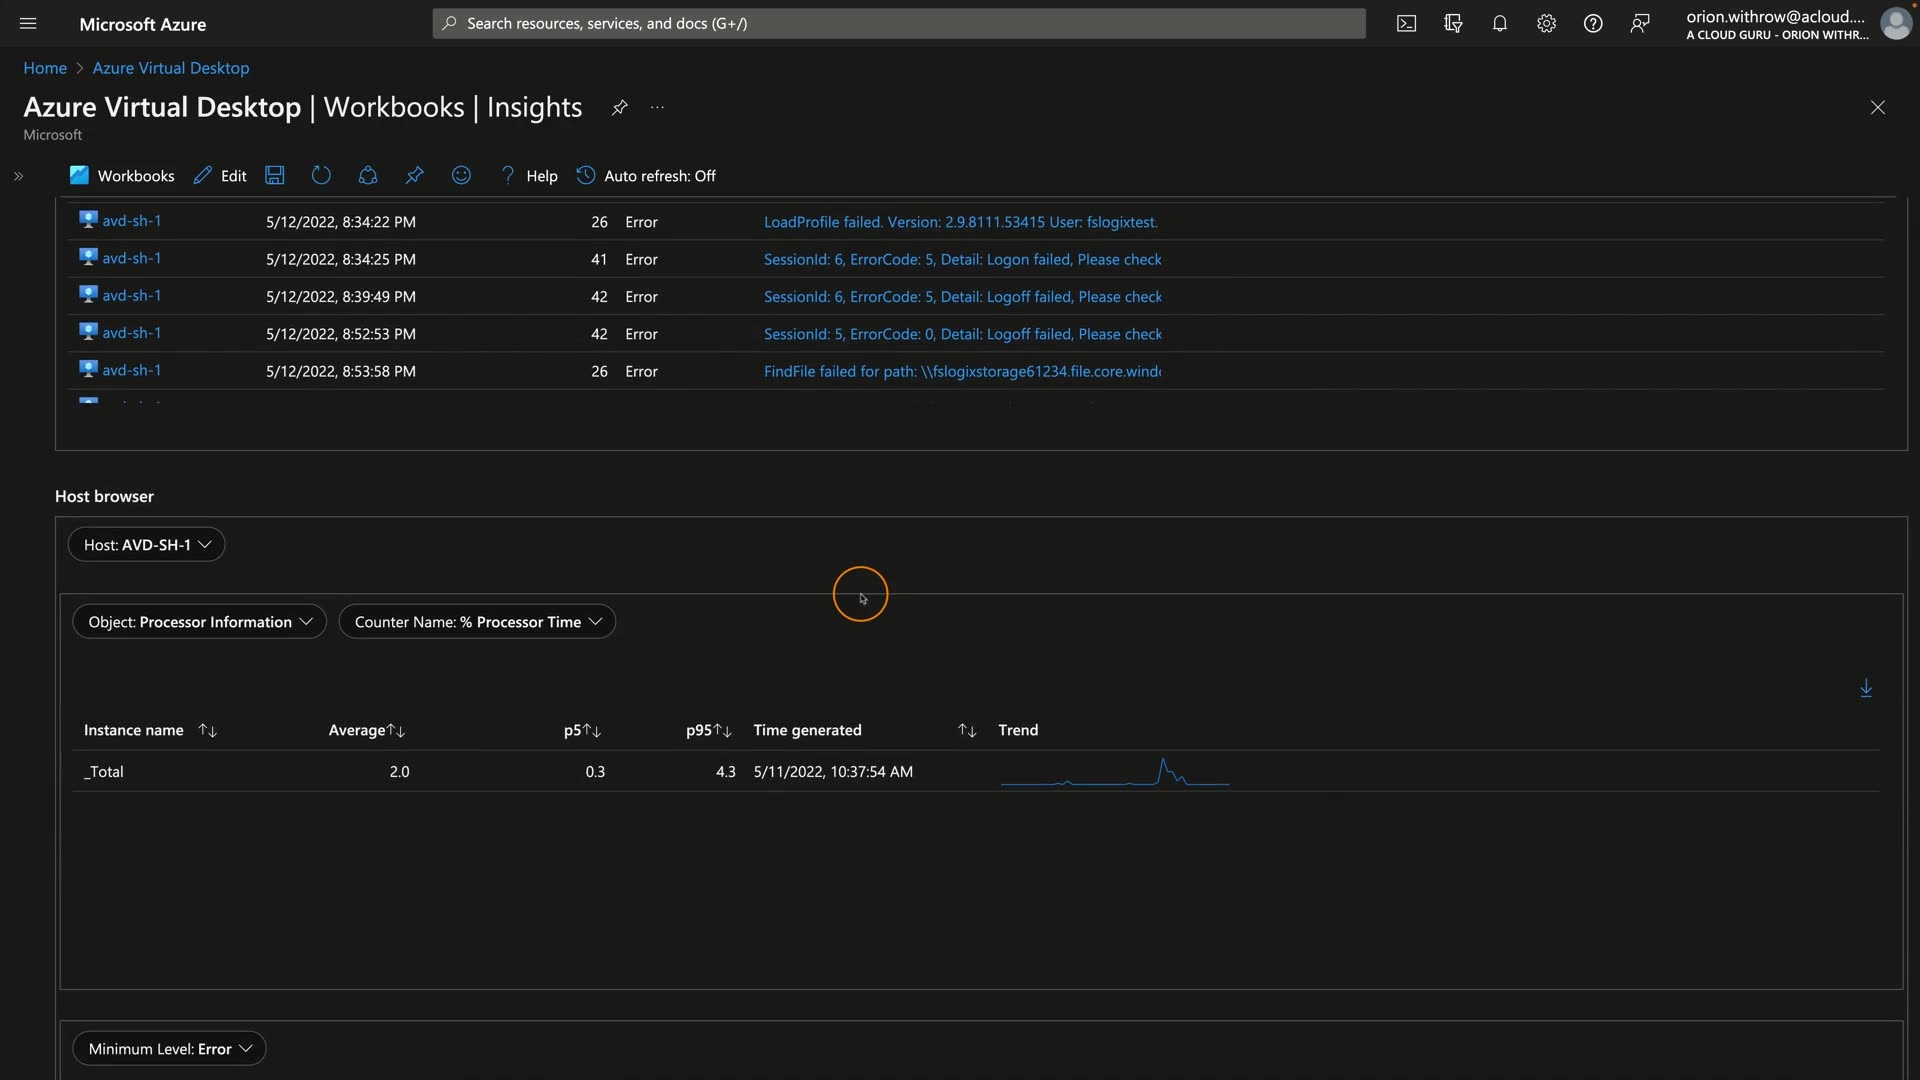 Microsoft Azure
Search resources, services, and docs (G+/)
orion.withrow@acloud....
A CLOUD GURU - ORION WITHR...
Home > Azure Virtual Desktop
Azure Virtual Desktop | Workbooks | Insights
Microsoft
Workbooks Edit Help Auto refresh: Off
avd-sh-1 5/12/2022, 8:34:22 PM 26 Error LoadProfile failed. Version: 2.9.8111.53415 User: fslogixtest.
avd-sh-1 5/12/2022, 8:34:25 PM 41 Error SessionId: 6, ErrorCode: 5, Detail: Logon failed, Please check
avd-sh-1 5/12/2022, 8:39:49 PM 42 Error SessionId: 6, ErrorCode: 5, Detail: Logoff failed, Please check
avd-sh-1 5/12/2022, 8:52:53 PM 42 Error SessionId: 5, ErrorCode: 0, Detail: Logoff failed, Please check
avd-sh-1 5/12/2022, 8:53:58 PM 26 Error FindFile failed for path: \\fslogixstorage61234.file.core.wind
Host browser
Host: AVD-SH-1
Object: Processor Information Counter Name: % Processor Time
Instance name Average p5 p95 Time generated Trend
_Total 2.0 0.3 4.3 5/11/2022, 10:37:54 AM
Minimum Level: Error